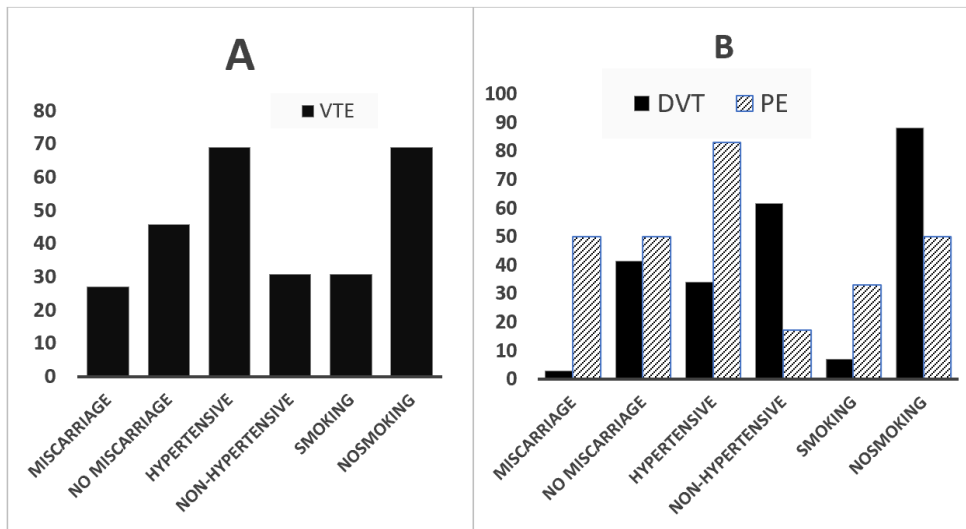 A
VTE
80
70
60
50
40
30
20
10
0
MISCARRIAGE
NO MISCARRIAGE
HYPERTENSIVE
NON-HYPERTENSIVE
SMOKING
NOSMOKING
B
DVT PE
100
90
80
70
60
50
40
30
20
10
0
MISCARRIAGE
NO MISCARRIAGE
HYPERTENSIVE
NON-HYPERTENSIVE
SMOKING
NOSMOKING